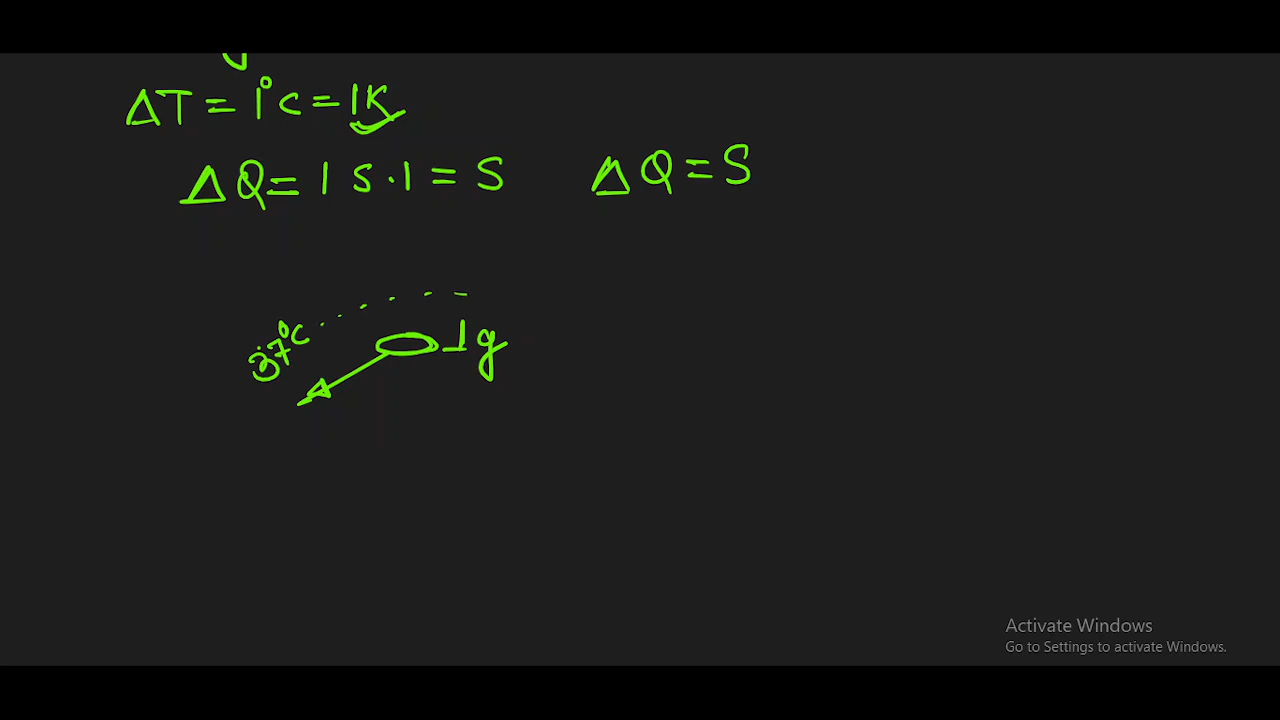 ΔT = 1°C = 1K
ΔQ = 1 S . 1 = S ΔQ = S
37°C
1g
Activate Windows
Go to Settings to activate Windows.